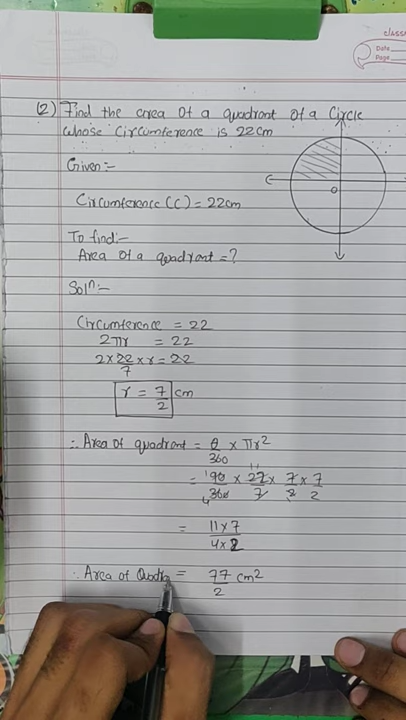 classm
Date
Page
(2) Find the area of a quadrant of a Circle
whose Circumference is 22cm
Given:-
Circumference (C) = 22cm
To find:-
Area of a quadrant = ?
Solⁿ:-
Circumference = 22
2πr = 22
2 × 22/7 × r = 22
r = 7/2 cm
∴ Area of quadrant = θ/360 × πr²
= 90/360 × 22/7 × 7/2 × 7/2
= 11×7/4×2
∴ Area of Quadra = 77/2 cm²
o